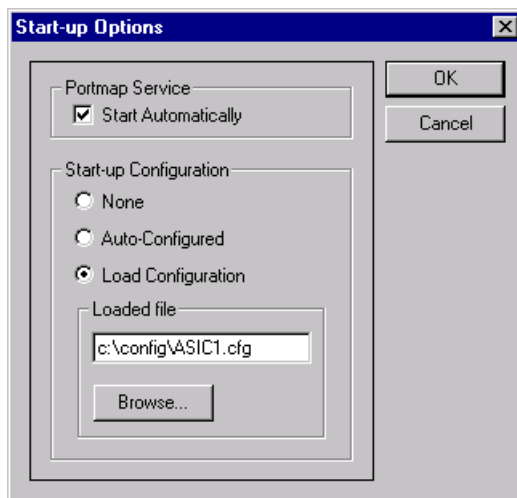 Start-up Options
Portmap Service
Start Automatically
OK
Cancel
Start-up Configuration
None
Auto-Configured
Load Configuration
Loaded file
c:\config\ASIC1.cfg
Browse...